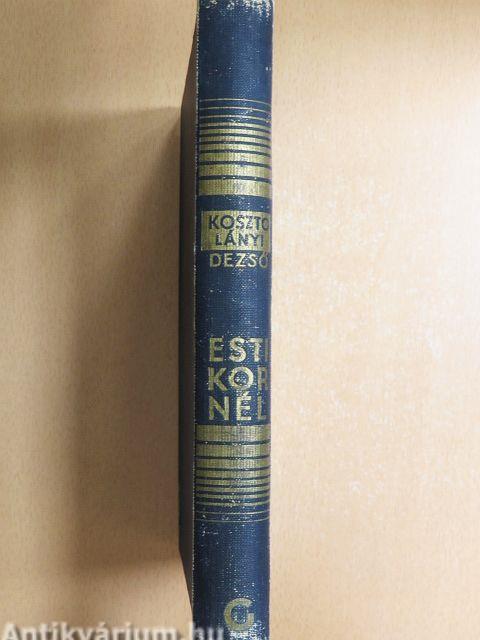 KOSZTO
LÁNYI
DEZSŐ
ESTI
KOR
NÉL
G
Antikvárium.hu